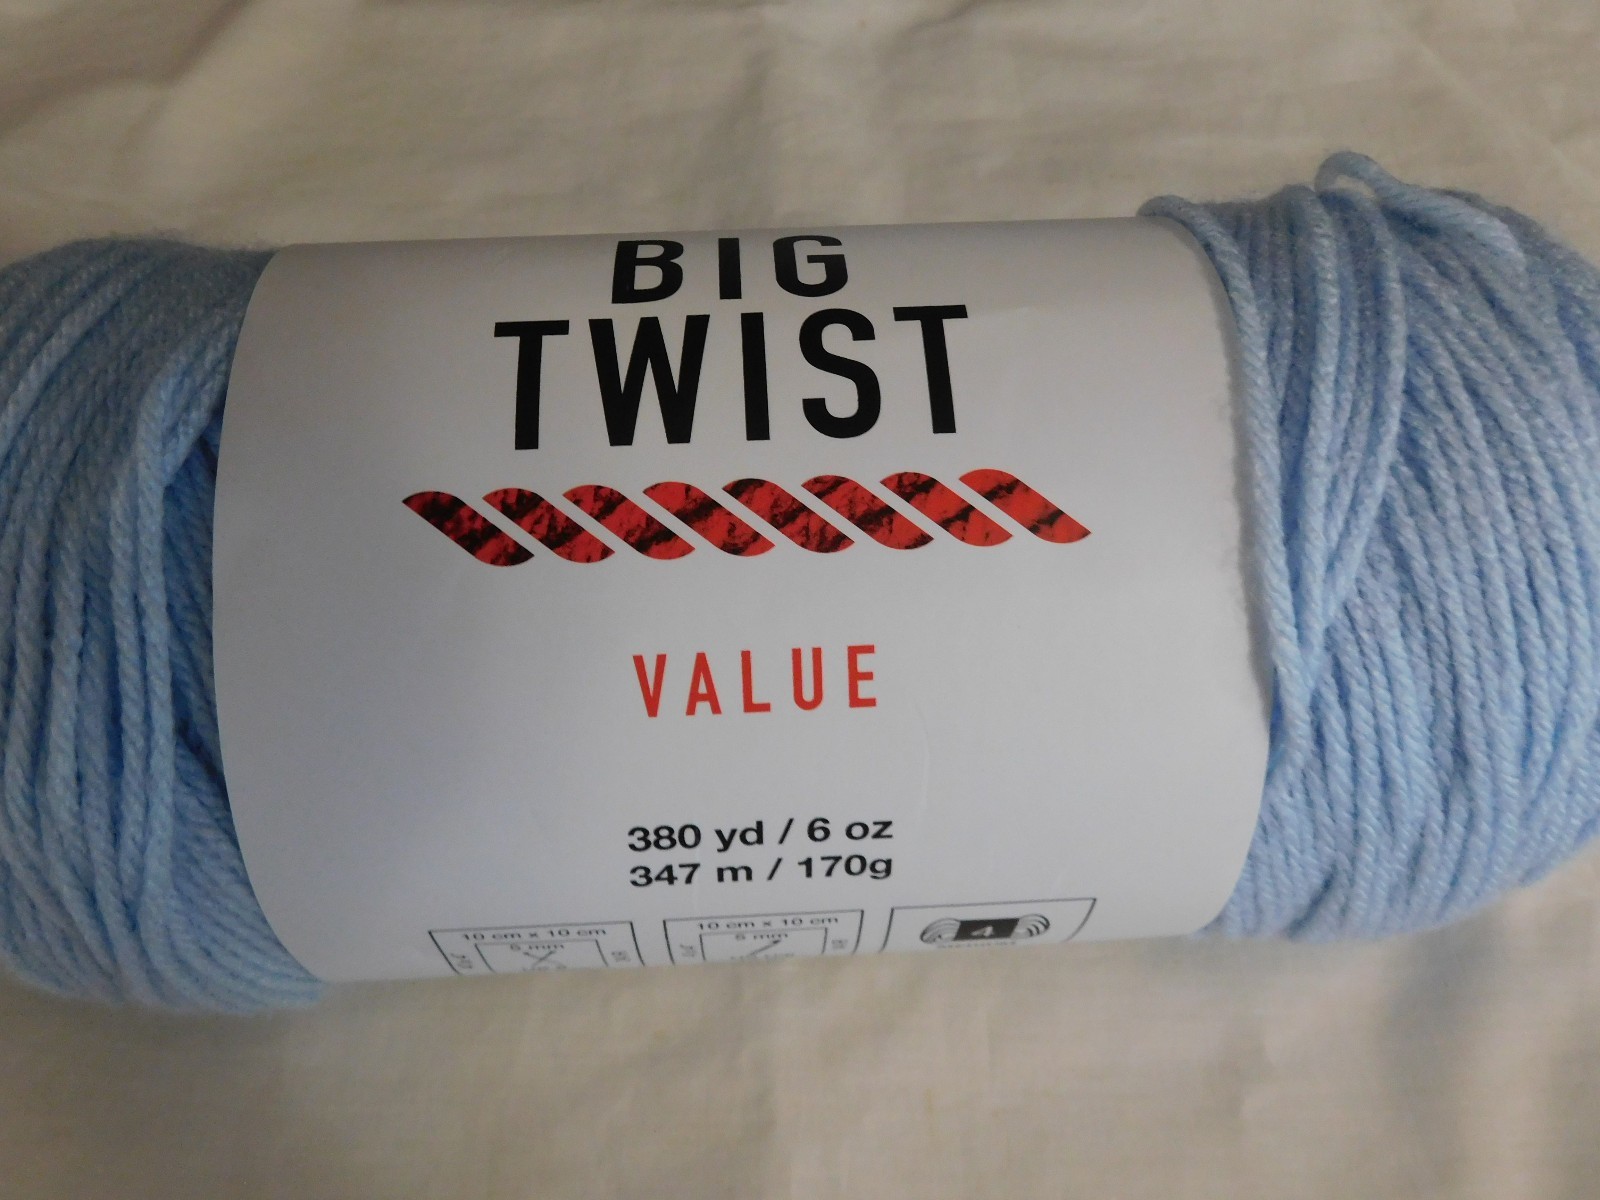 BIG
TWIST
VALUE
380 yd / 6 oz
347 m / 170g
10 cm x 10 cm
5 mm
10 cm x 10 cm
5 mm
4